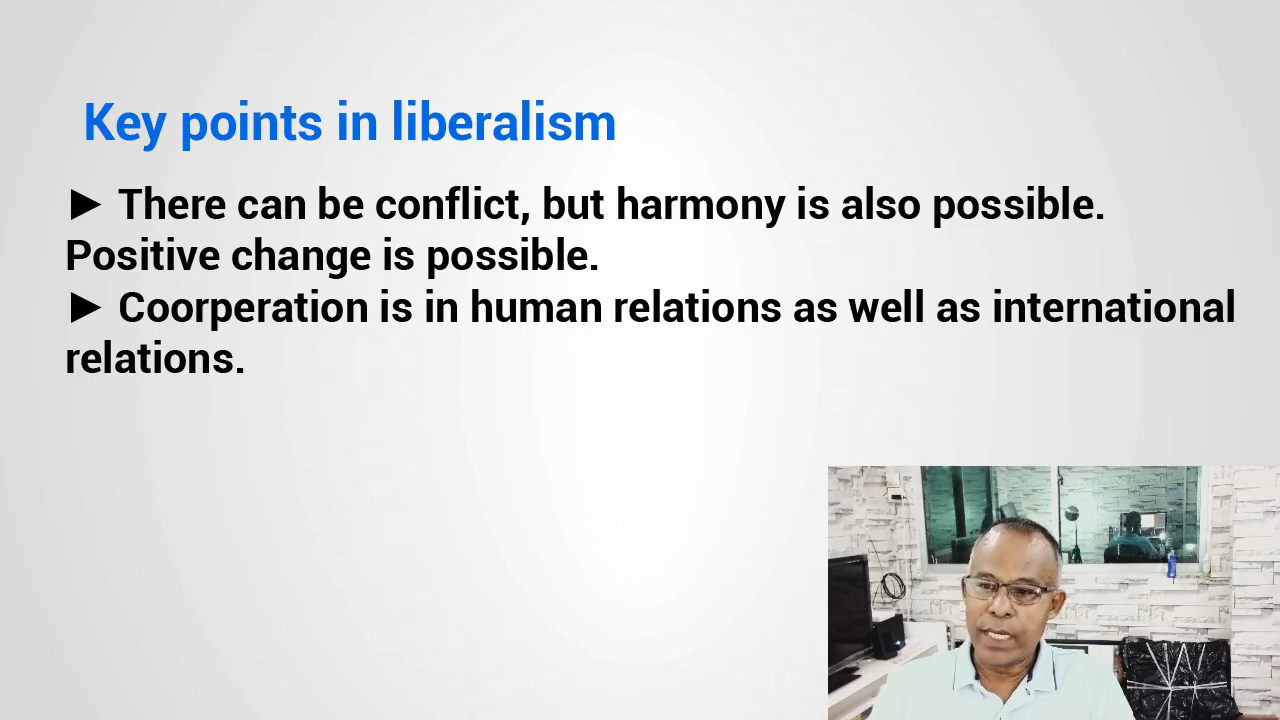 Key points in liberalism
► There can be conflict, but harmony is also possible.
Positive change is possible.
► Coorperation is in human relations as well as international
relations.